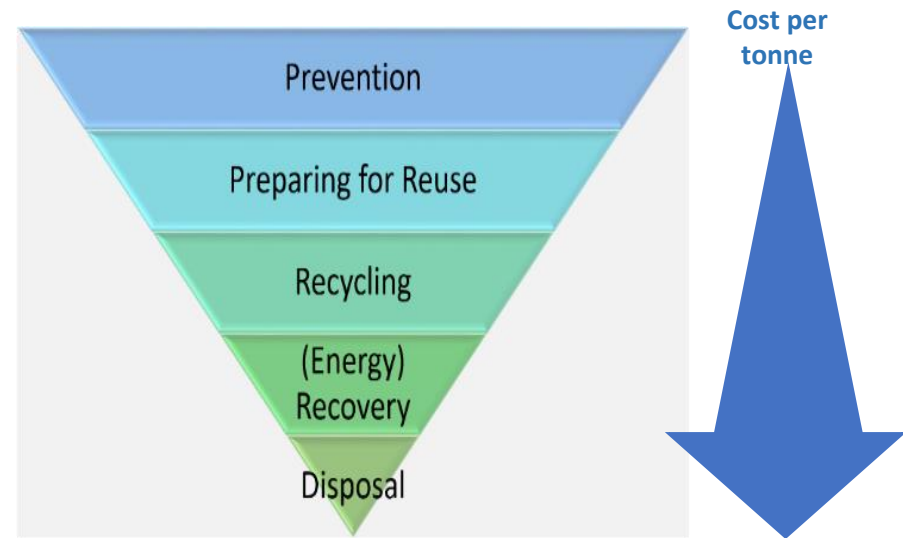 Cost per
tonne
Prevention
Preparing for Reuse
Recycling
(Energy)
Recovery
Disposal